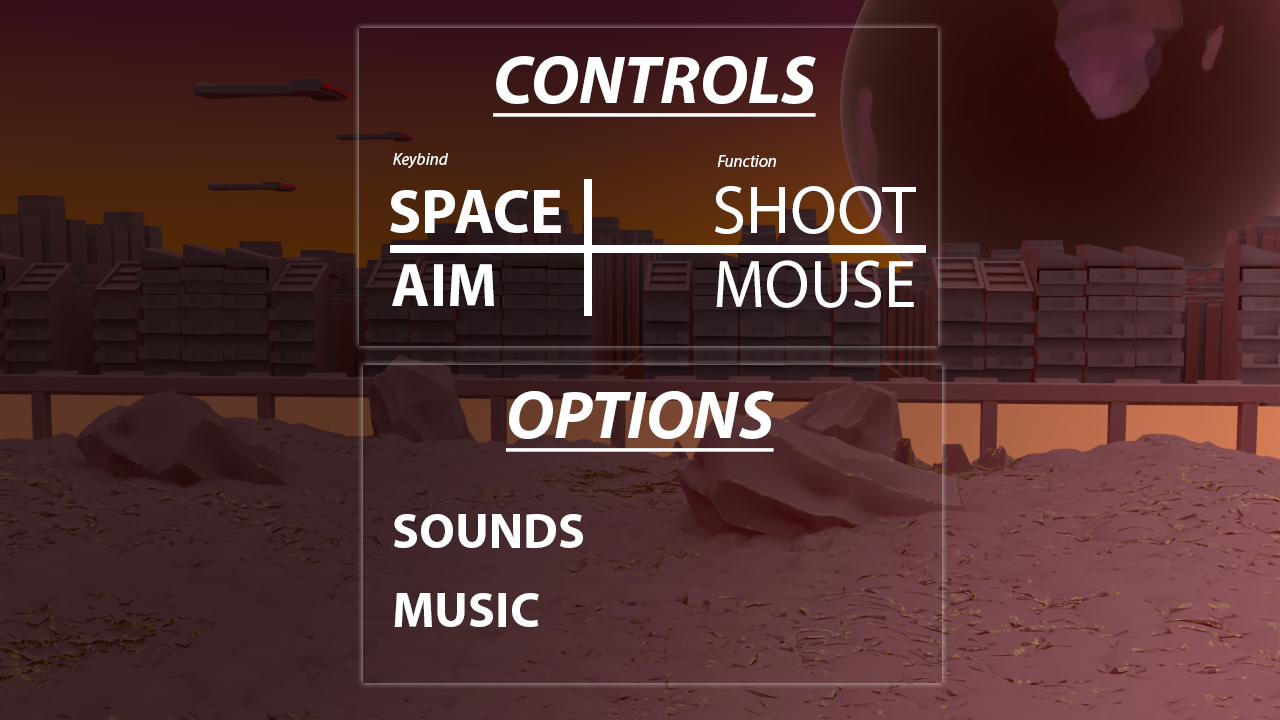 CONTROLS
Keybind Function
SPACE SHOOT
AIM MOUSE
OPTIONS
SOUNDS
MUSIC